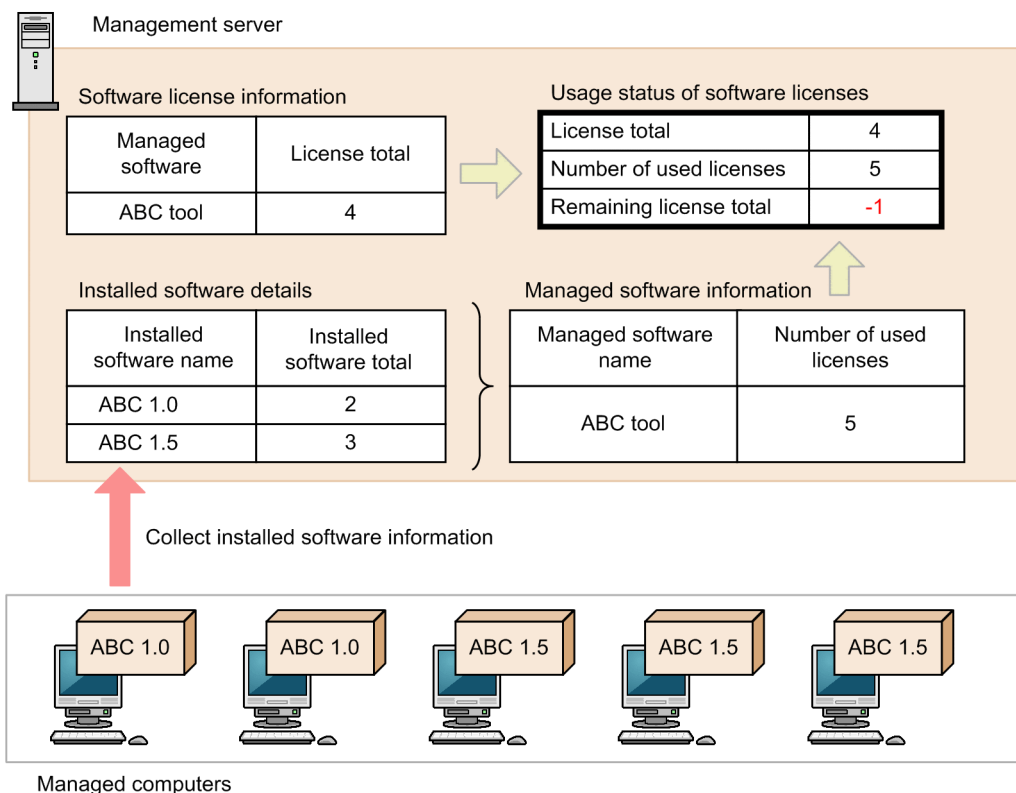 Management server
Software license information
Managed
software
License total
ABC tool
4
Usage status of software licenses
License total
4
Number of used licenses
5
Remaining license total
-1
Installed software details
Installed
software name
Installed
software total
ABC 1.0
2
ABC 1.5
3
Managed software information
Managed software
name
Number of used
licenses
ABC tool
5
Collect installed software information
ABC 1.0
ABC 1.0
ABC 1.5
ABC 1.5
ABC 1.5
Managed computers